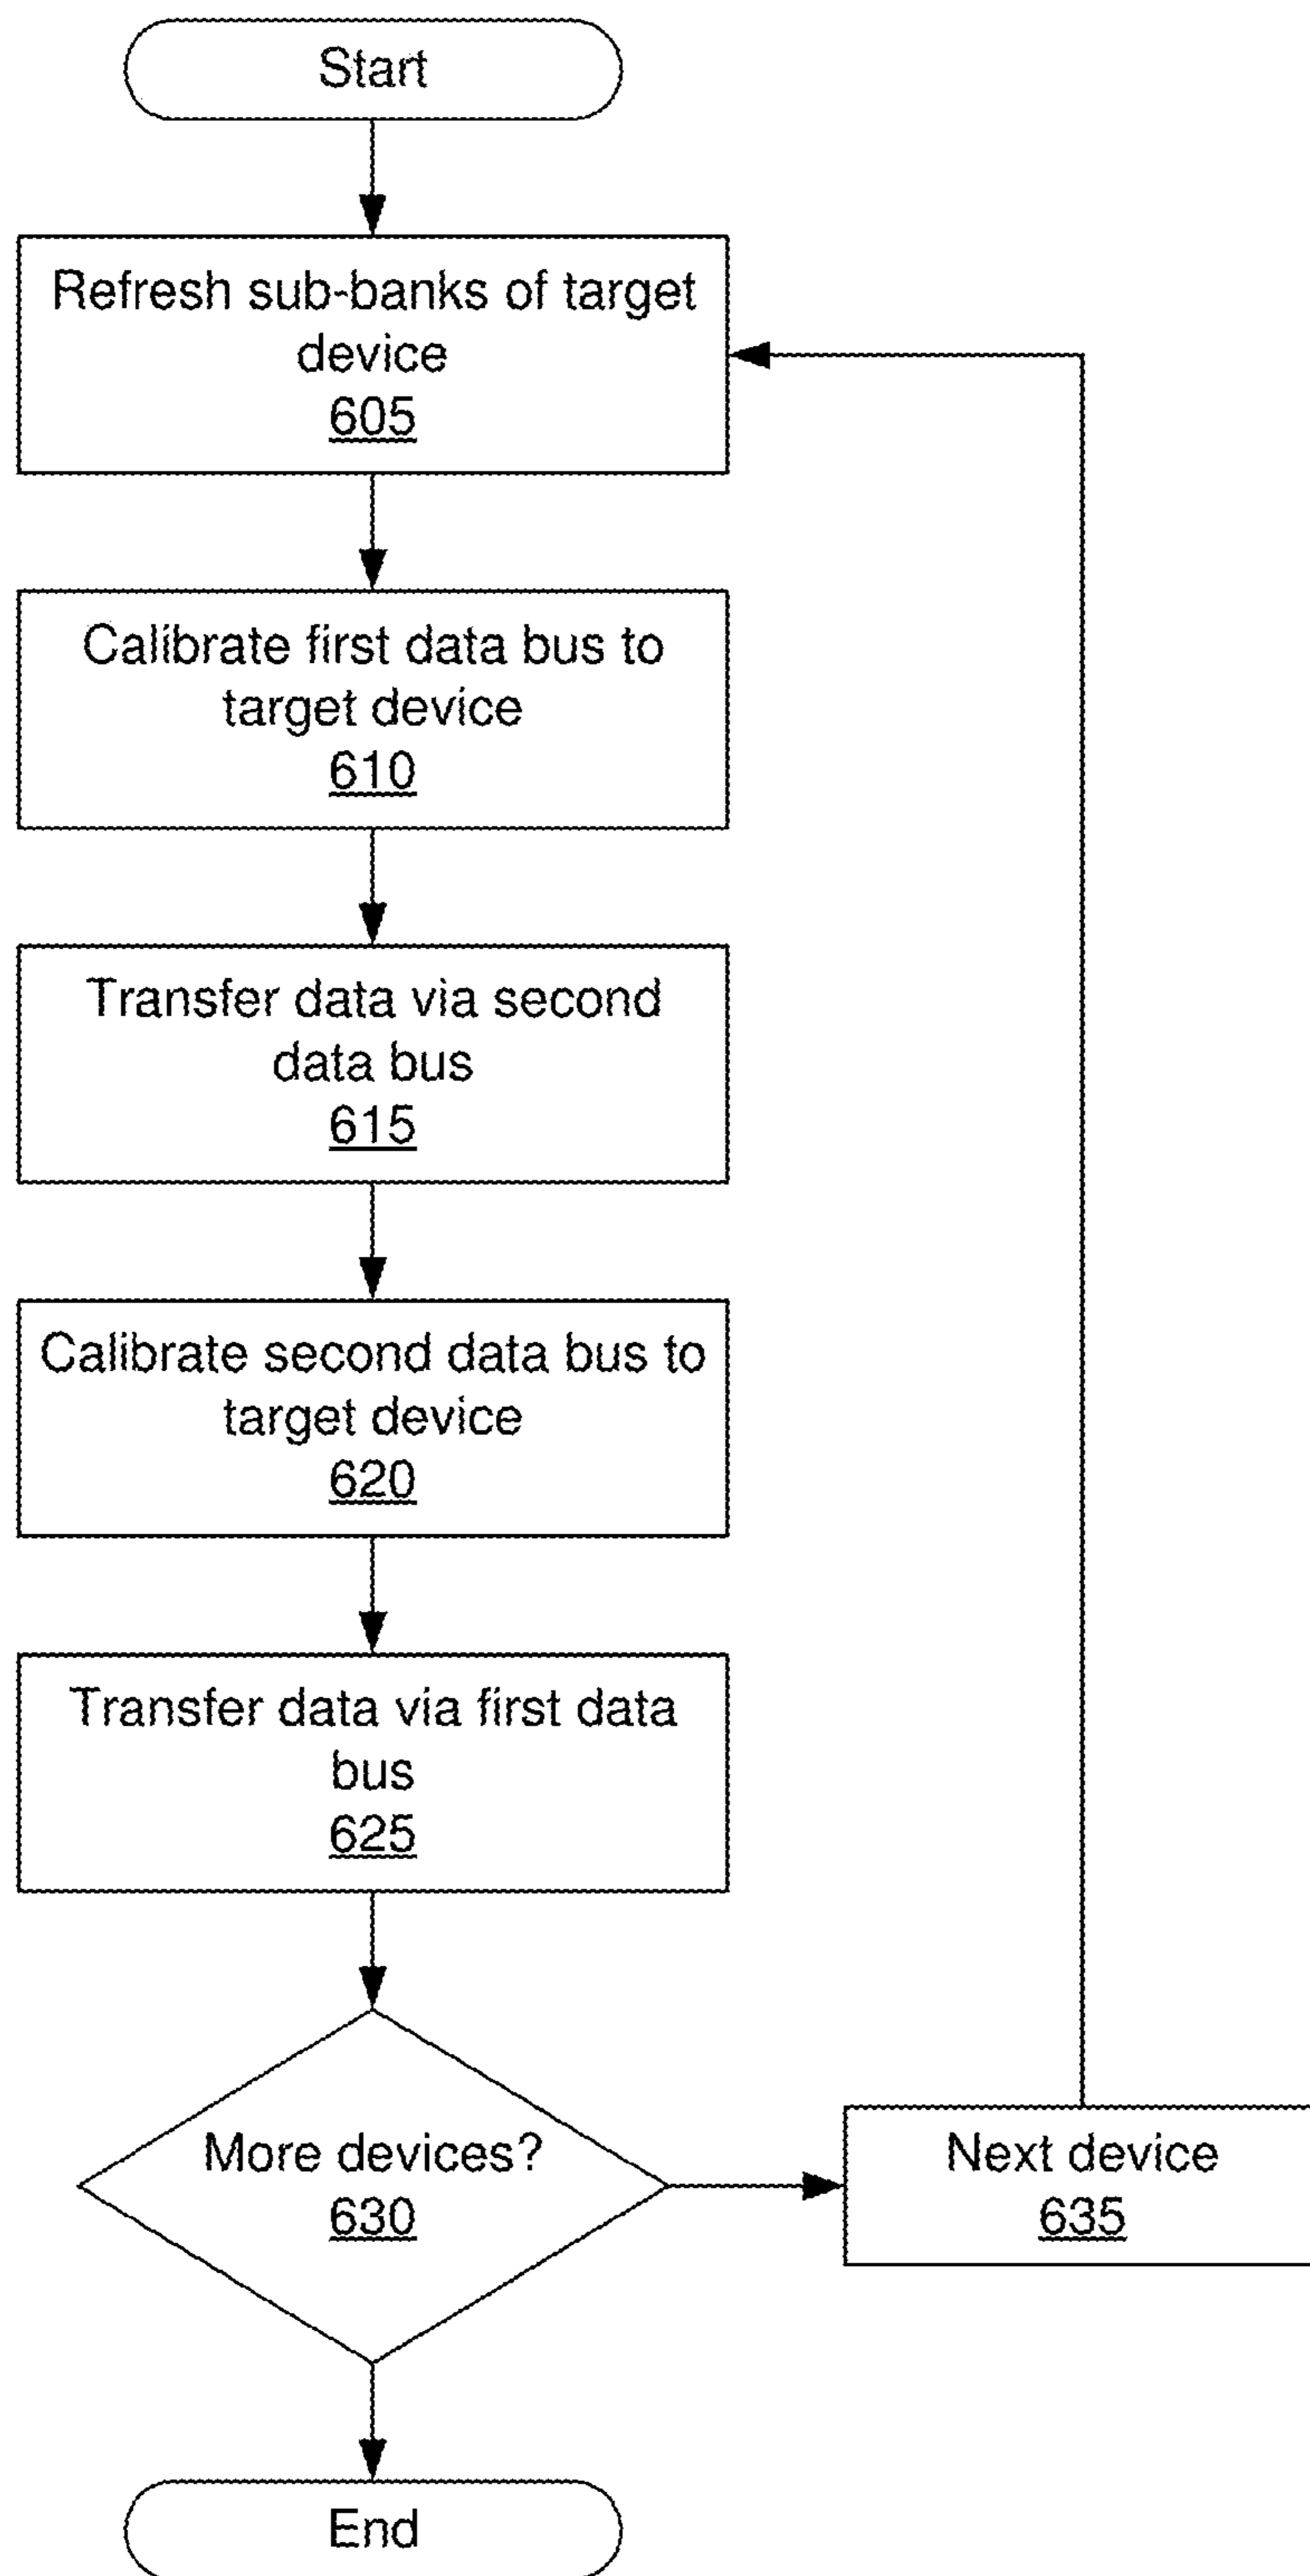 Start
Refresh sub-banks of target
device
605
Calibrate first data bus to
target device
610
Transfer data via second
data bus
615
Calibrate second data bus to
target device
620
Transfer data via first data
bus
625
More devices?
630
Next device
635
End